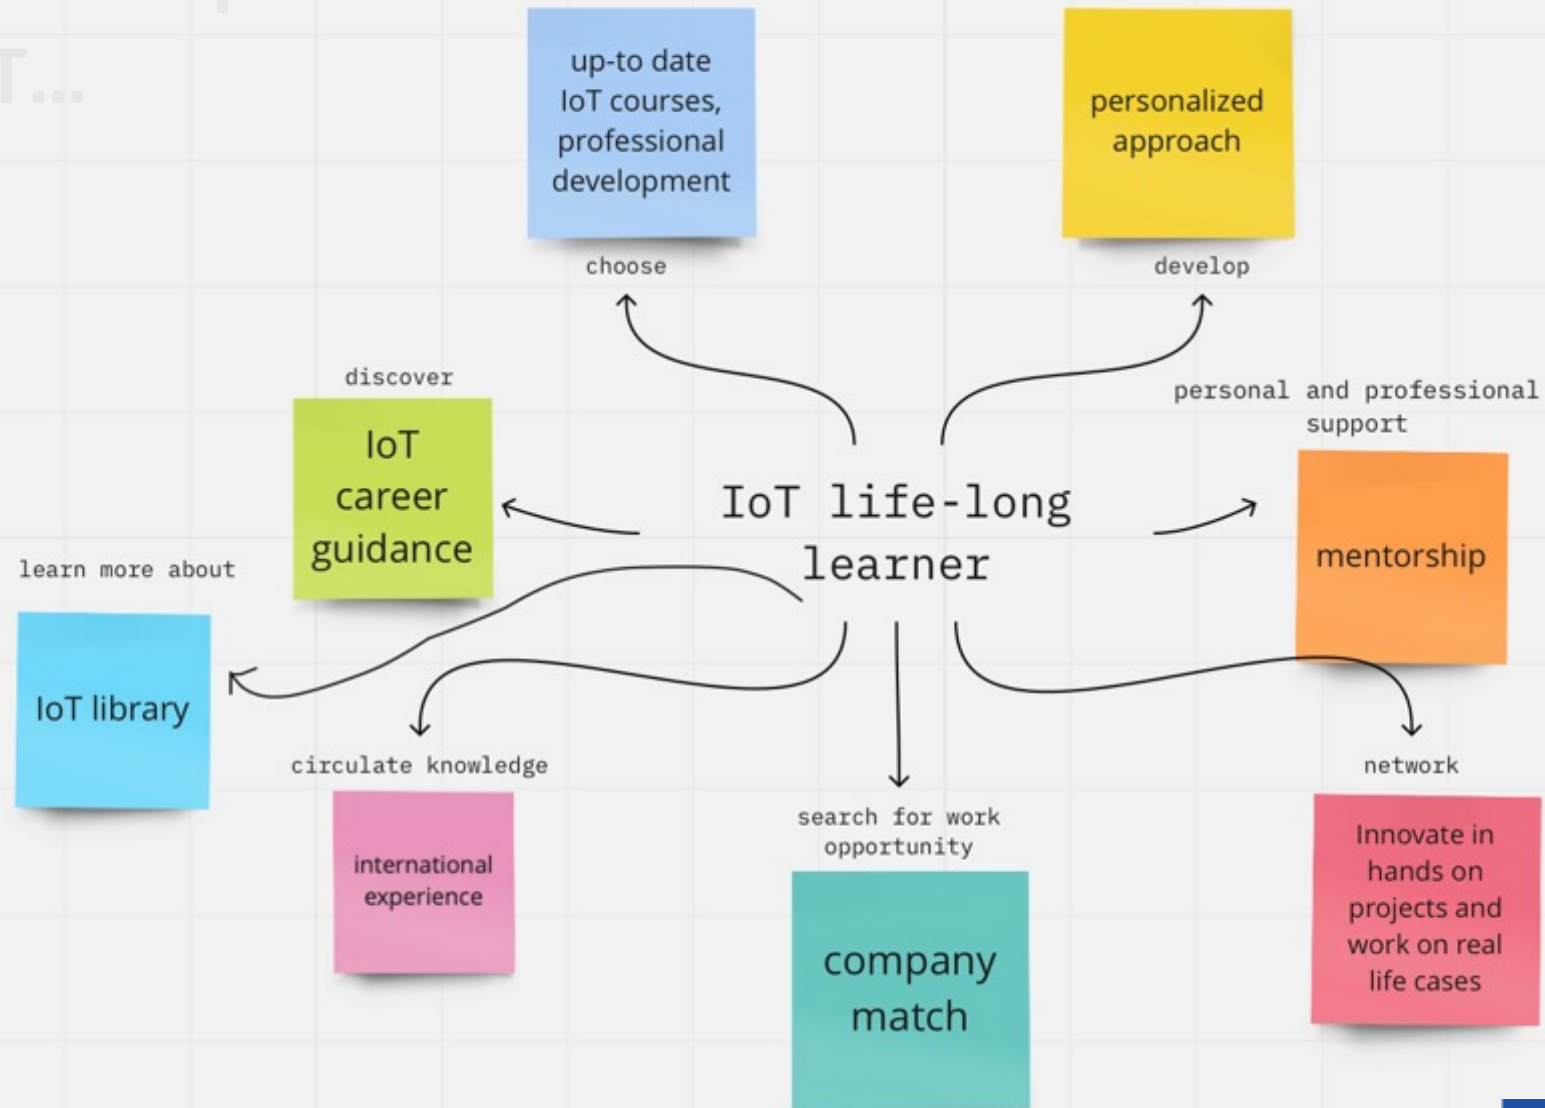 T...
up-to date
IoT courses,
professional
development
choose
personalized
approach
develop
discover
IoT
career
guidance
personal and professional
support
mentorship
IoT life-long
learner
learn more about
IoT library
circulate knowledge
international
experience
search for work
opportunity
company
match
network
Innovate in
hands on
projects and
work on real
life cases